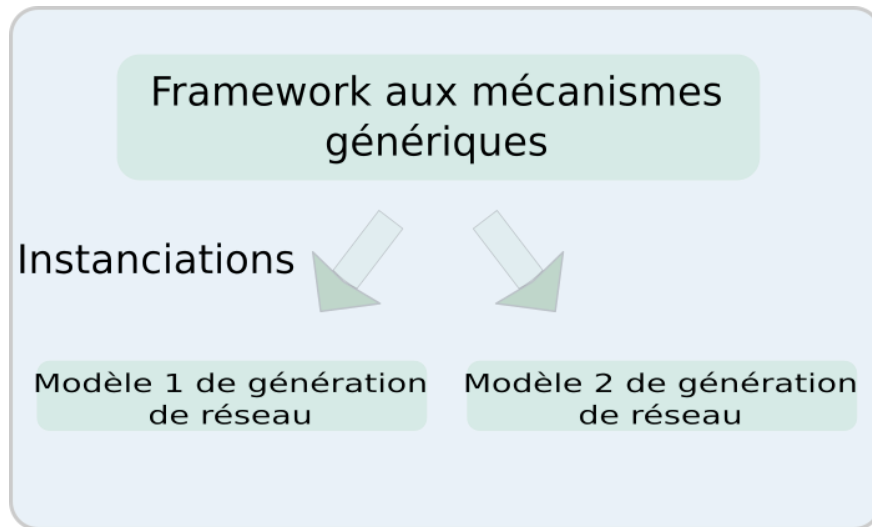 Framework aux mécanismes
génériques
Instanciations
Modèle 1 de génération
de réseau
Modèle 2 de génération
de réseau